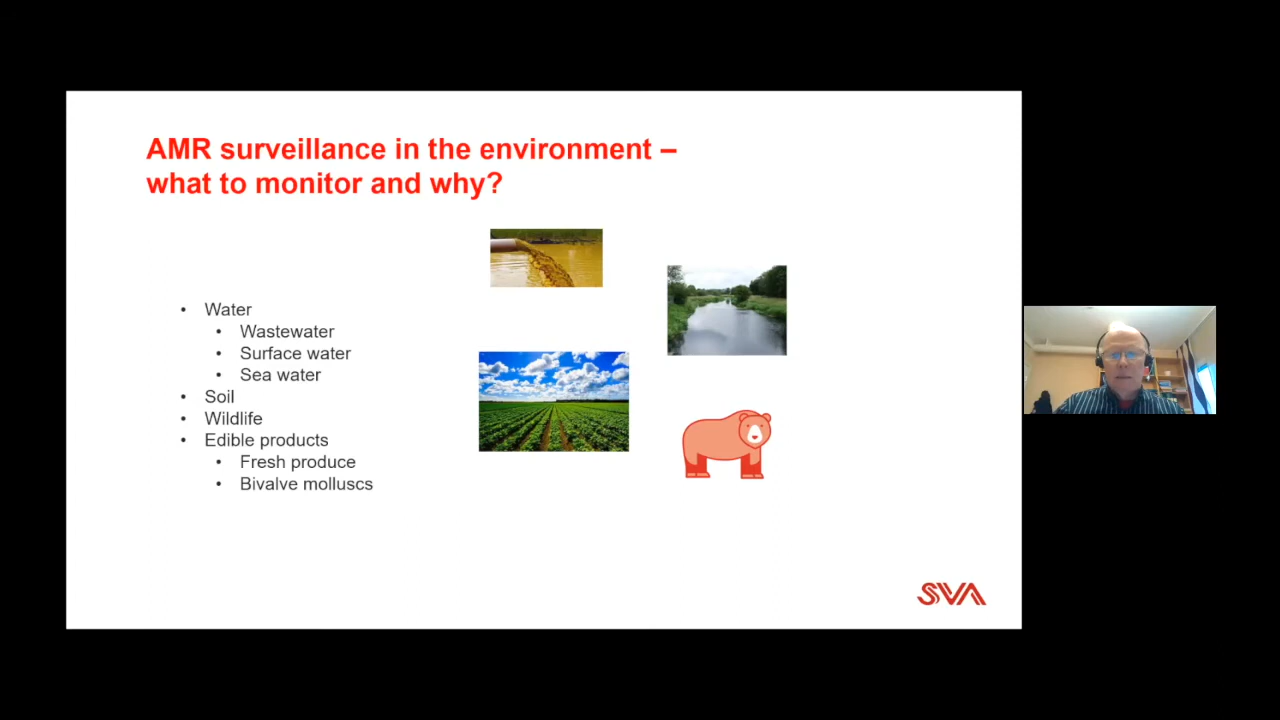 AMR surveillance in the environment –
what to monitor and why?
• Water
• Wastewater
• Surface water
• Sea water
• Soil
• Wildlife
• Edible products
• Fresh produce
• Bivalve molluscs
SVA